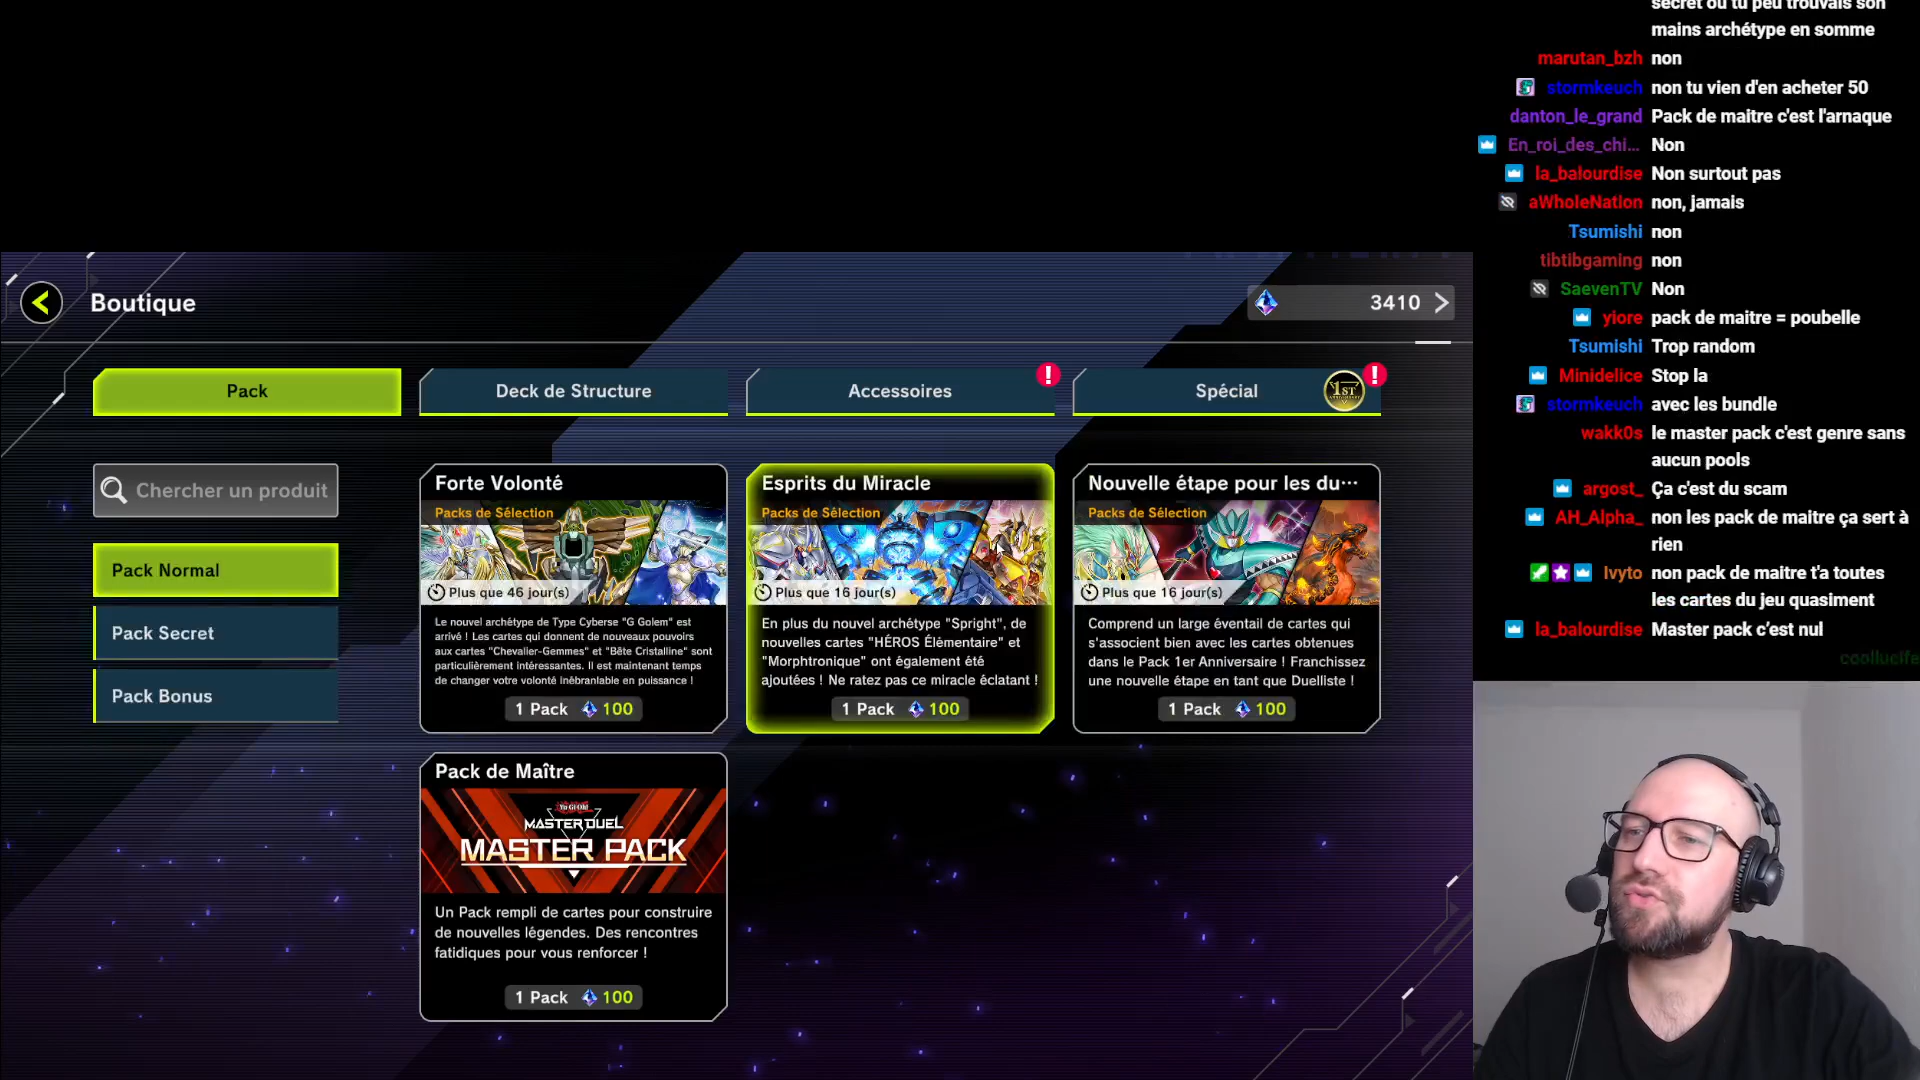 Boutique
3410
Pack
Deck de Structure
Accessoires
!
Spécial
1ST
!
Chercher un produit
Pack Normal
Pack Secret
Pack Bonus
Forte Volonté
Packs de Sélection
Plus que 46 jour(s)
Le nouvel archétype de Type Cyberse "G Golem" est
arrivé ! Les cartes qui donnent de nouveaux pouvoirs
aux cartes "Chevalier-Gemmes" et "Bête Cristalline" sont
particulièrement intéressantes. Il est maintenant temps
de changer votre volonté inébranlable en puissance !
1 Pack 100
Esprits du Miracle
Packs de Sélection
Plus que 16 jour(s)
En plus du nouvel archétype "Spright", de
nouvelles cartes "HÉROS Élémentaire" et
"Morphtronique" ont également été
ajoutées ! Ne ratez pas ce miracle éclatant !
1 Pack 100
Nouvelle étape pour les du···
Packs de Sélection
Plus que 16 jour(s)
Comprend un large éventail de cartes qui
s'associent bien avec les cartes obtenues
dans le Pack 1er Anniversaire ! Franchissez
une nouvelle étape en tant que Duelliste !
1 Pack 100
Pack de Maître
Yu-Gi-Oh!
MASTER DUEL
MASTER PACK
Un Pack rempli de cartes pour construire
de nouvelles légendes. Des rencontres
fatidiques pour vous renforcer !
1 Pack 100
secret ou tu peu trouvais son
mains archétype en somme
marutan_bzh non
stormkeuch non tu vien d'en acheter 50
danton_le_grand Pack de maitre c'est l'arnaque
En_roi_des_chi... Non
la_balourdise Non surtout pas
aWholeNation non, jamais
Tsumishi non
tibtibgaming non
SaevenTV Non
yiore pack de maitre = poubelle
Tsumishi Trop random
Minidelice Stop la
stormkeuch avec les bundle
wakk0s le master pack c'est genre sans
aucun pools
argost_ Ça c'est du scam
AH_Alpha_ non les pack de maitre ça sert à
rien
Ivyto non pack de maitre t'a toutes
les cartes du jeu quasiment
la_balourdise Master pack c'est nul
coollucife